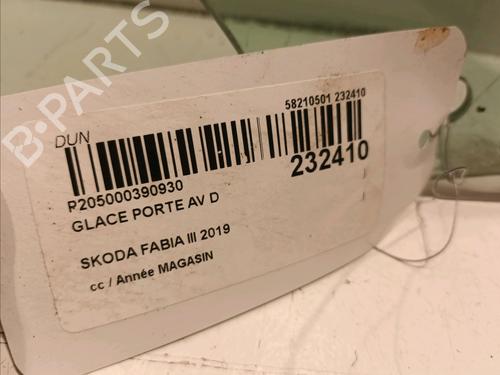 B-PARTS
DUN
58210501 232410
P205000390930
232410
GLACE PORTE AV D
SKODA FABIA III 2019
cc / Année MAGASIN